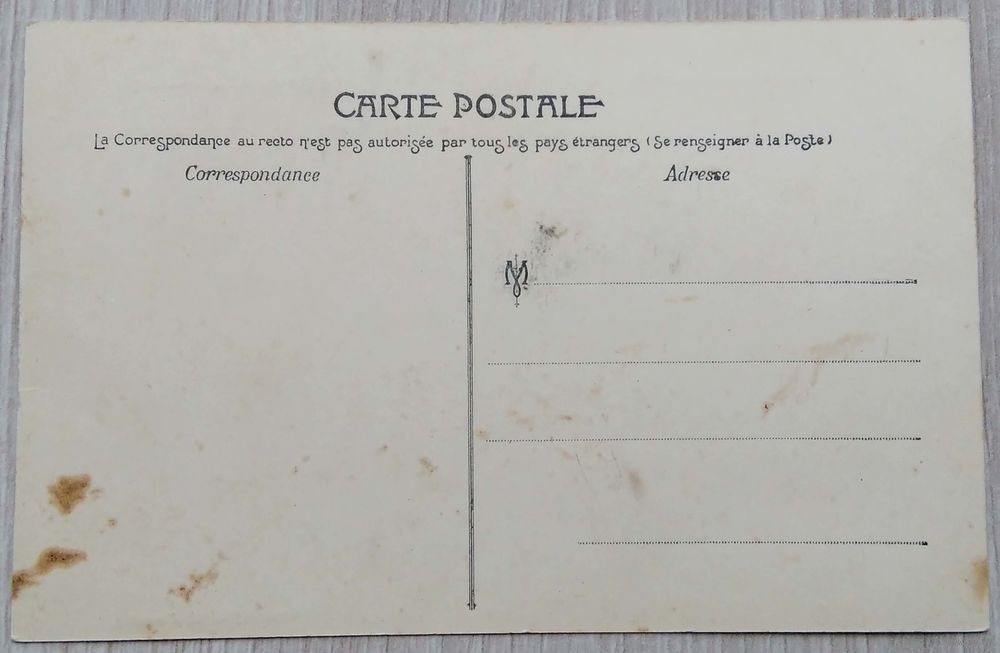 CARTE POSTALE
La Correspondance au recto n'est pas autorisée par tous les pays étrangers (Se renseigner à la Poste)
Correspondance Adresse
M